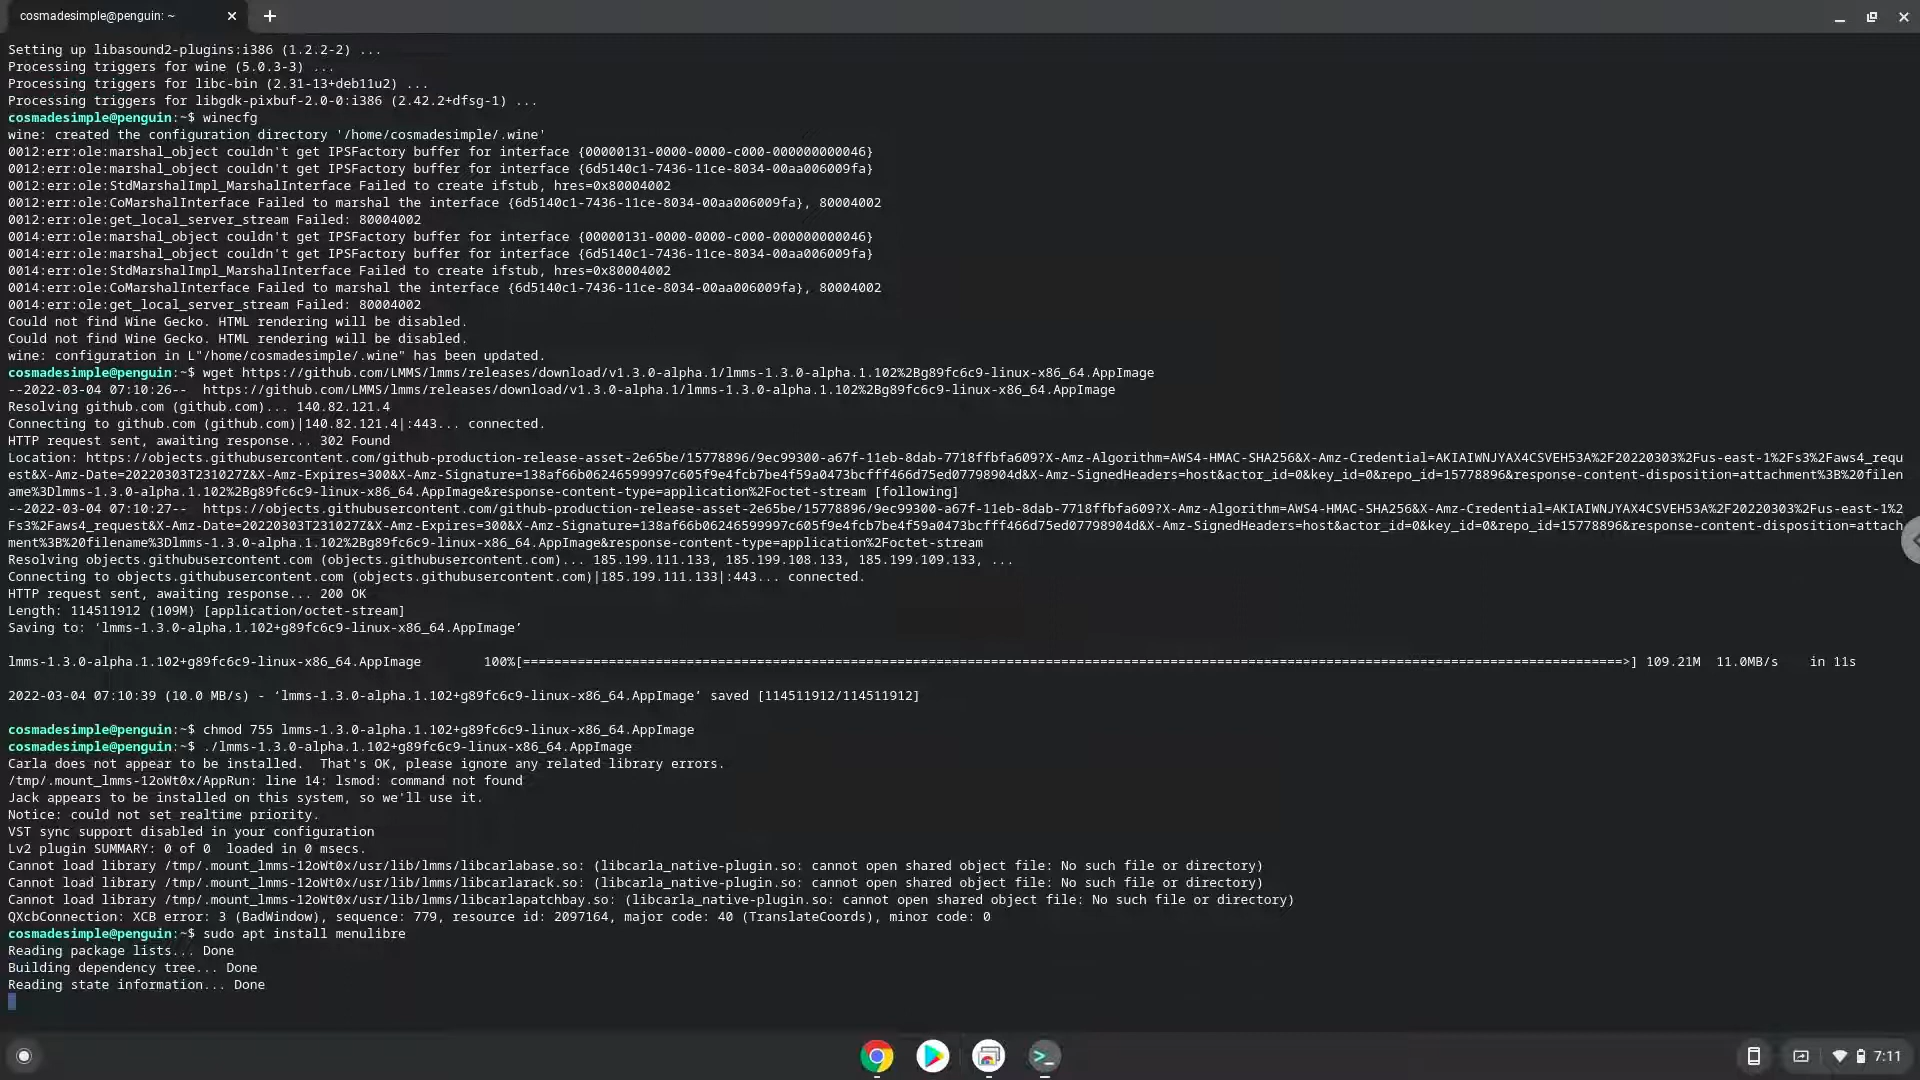 cosmadesimple@penguin: ~
Setting up libasound2-plugins:i386 (1.2.2-2) ...
Processing triggers for wine (5.0.3-3) ...
Processing triggers for libc-bin (2.31-13+deb11u2) ...
Processing triggers for libgdk-pixbuf-2.0-0:i386 (2.42.2+dfsg-1) ...
cosmadesimple@penguin:~$ winecfg
wine: created the configuration directory '/home/cosmadesimple/.wine'
0012:err:ole:marshal_object couldn't get IPSFactory buffer for interface {00000131-0000-0000-c000-000000000046}
0012:err:ole:marshal_object couldn't get IPSFactory buffer for interface {6d5140c1-7436-11ce-8034-00aa006009fa}
0012:err:ole:StdMarshalImpl_MarshalInterface Failed to create ifstub, hres=0x80004002
0012:err:ole:CoMarshalInterface Failed to marshal the interface {6d5140c1-7436-11ce-8034-00aa006009fa}, 80004002
0012:err:ole:get_local_server_stream Failed: 80004002
0014:err:ole:marshal_object couldn't get IPSFactory buffer for interface {00000131-0000-0000-c000-000000000046}
0014:err:ole:marshal_object couldn't get IPSFactory buffer for interface {6d5140c1-7436-11ce-8034-00aa006009fa}
0014:err:ole:StdMarshalImpl_MarshalInterface Failed to create ifstub, hres=0x80004002
0014:err:ole:CoMarshalInterface Failed to marshal the interface {6d5140c1-7436-11ce-8034-00aa006009fa}, 80004002
0014:err:ole:get_local_server_stream Failed: 80004002
Could not find Wine Gecko. HTML rendering will be disabled.
Could not find Wine Gecko. HTML rendering will be disabled.
wine: configuration in L"/home/cosmadesimple/.wine" has been updated.
cosmadesimple@penguin:~$ wget https://github.com/LMMS/lmms/releases/download/v1.3.0-alpha.1/lmms-1.3.0-alpha.1.102%2Bg89fc6c9-linux-x86_64.AppImage
--2022-03-04 07:10:26--  https://github.com/LMMS/lmms/releases/download/v1.3.0-alpha.1/lmms-1.3.0-alpha.1.102%2Bg89fc6c9-linux-x86_64.AppImage
Resolving github.com (github.com)... 140.82.121.4
Connecting to github.com (github.com)|140.82.121.4|:443... connected.
HTTP request sent, awaiting response... 302 Found
Location: https://objects.githubusercontent.com/github-production-release-asset-2e65be/15778896/9ec99300-a67f-11eb-8dab-7718ffbfa609?X-Amz-Algorithm=AWS4-HMAC-SHA256&X-Amz-Credential=AKIAIWNJYAX4CSVEH53A%2F20220303%2Fus-east-1%2Fs3%2Faws4_requ
est&X-Amz-Date=20220303T231027Z&X-Amz-Expires=300&X-Amz-Signature=138af66b06246599997c605f9e4fcb7be4f59a0473bcfff466d75ed07798904d&X-Amz-SignedHeaders=host&actor_id=0&key_id=0&repo_id=15778896&response-content-disposition=attachment%3B%20filen
ame%3Dlmms-1.3.0-alpha.1.102%2Bg89fc6c9-linux-x86_64.AppImage&response-content-type=application%2Foctet-stream [following]
--2022-03-04 07:10:27--  https://objects.githubusercontent.com/github-production-release-asset-2e65be/15778896/9ec99300-a67f-11eb-8dab-7718ffbfa609?X-Amz-Algorithm=AWS4-HMAC-SHA256&X-Amz-Credential=AKIAIWNJYAX4CSVEH53A%2F20220303%2Fus-east-1%2
Fs3%2Faws4_request&X-Amz-Date=20220303T231027Z&X-Amz-Expires=300&X-Amz-Signature=138af66b06246599997c605f9e4fcb7be4f59a0473bcfff466d75ed07798904d&X-Amz-SignedHeaders=host&actor_id=0&key_id=0&repo_id=15778896&response-content-disposition=attach
ment%3B%20filename%3Dlmms-1.3.0-alpha.1.102%2Bg89fc6c9-linux-x86_64.AppImage&response-content-type=application%2Foctet-stream
Resolving objects.githubusercontent.com (objects.githubusercontent.com)... 185.199.111.133, 185.199.108.133, 185.199.109.133, ...
Connecting to objects.githubusercontent.com (objects.githubusercontent.com)|185.199.111.133|:443... connected.
HTTP request sent, awaiting response... 200 OK
Length: 114511912 (109M) [application/octet-stream]
Saving to: ‘lmms-1.3.0-alpha.1.102+g89fc6c9-linux-x86_64.AppImage’
lmms-1.3.0-alpha.1.102+g89fc6c9-linux-x86_64.AppImage        100%[=============================================================================================================================================>] 109.21M  11.0MB/s    in 11s
2022-03-04 07:10:39 (10.0 MB/s) - ‘lmms-1.3.0-alpha.1.102+g89fc6c9-linux-x86_64.AppImage’ saved [114511912/114511912]
cosmadesimple@penguin:~$ chmod 755 lmms-1.3.0-alpha.1.102+g89fc6c9-linux-x86_64.AppImage
cosmadesimple@penguin:~$ ./lmms-1.3.0-alpha.1.102+g89fc6c9-linux-x86_64.AppImage
Carla does not appear to be installed.  That's OK, please ignore any related library errors.
/tmp/.mount_lmms-12oWt0x/AppRun: line 14: lsmod: command not found
Jack appears to be installed on this system, so we'll use it.
Notice: could not set realtime priority.
VST sync support disabled in your configuration
Lv2 plugin SUMMARY: 0 of 0  loaded in 0 msecs.
Cannot load library /tmp/.mount_lmms-12oWt0x/usr/lib/lmms/libcarlabase.so: (libcarla_native-plugin.so: cannot open shared object file: No such file or directory)
Cannot load library /tmp/.mount_lmms-12oWt0x/usr/lib/lmms/libcarlarack.so: (libcarla_native-plugin.so: cannot open shared object file: No such file or directory)
Cannot load library /tmp/.mount_lmms-12oWt0x/usr/lib/lmms/libcarlapatchbay.so: (libcarla_native-plugin.so: cannot open shared object file: No such file or directory)
QXcbConnection: XCB error: 3 (BadWindow), sequence: 779, resource id: 2097164, major code: 40 (TranslateCoords), minor code: 0
cosmadesimple@penguin:~$ sudo apt install menulibre
Reading package lists... Done
Building dependency tree... Done
Reading state information... Done
7:11